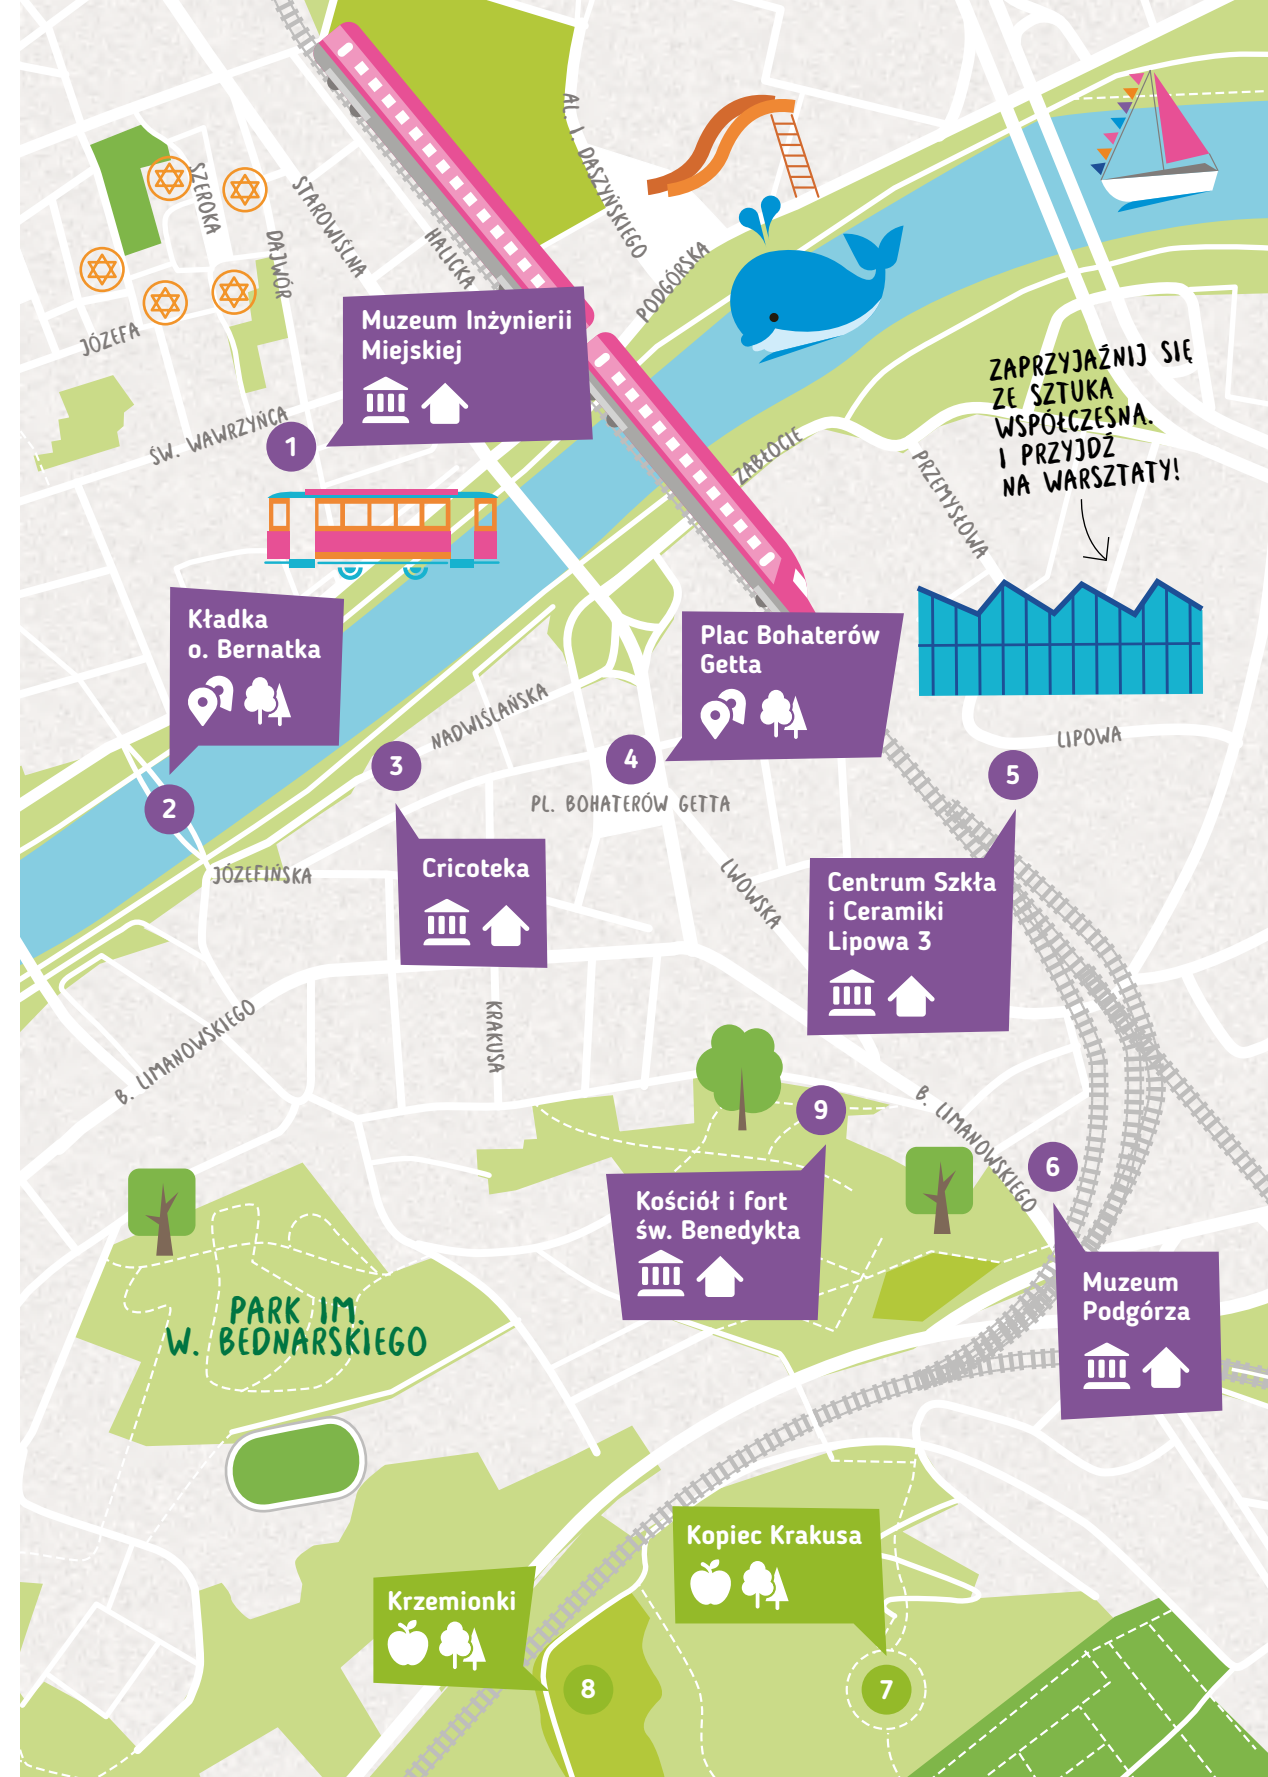 AL. I. DASZYŃSKIEGO
SZEROKA
STAROWIŚLNA
DAJWÓR
HALICKA
PODGÓRSKA
JÓZEFA
Muzeum Inżynierii
Miejskiej
ZAPRZYJAŹNIJ SIĘ
ZE SZTUKA
WSPÓŁCZESNA.
I PRZYJDŹ
NA WARSZTATY!
ŚW. WAWRZYŃCA
1
ZABŁOCIE
PRZEMYSŁOWA
Kładka
o. Bernatka
Plac Bohaterów
Getta
NADWIŚLAŃSKA
LIPOWA
2
3
4
5
PL. BOHATERÓW GETTA
JÓZEFIŃSKA
Cricoteka
LWOWSKA
Centrum Szkła
i Ceramiki
Lipowa 3
KRAKUSA
B. LIMANOWSKIEGO
9
B. LIMANOWSKIEGO
6
Kościół i fort
św. Benedykta
Muzeum
Podgórza
PARK IM.
W. BEDNARSKIEGO
Kopiec Krakusa
Krzemionki
8
7